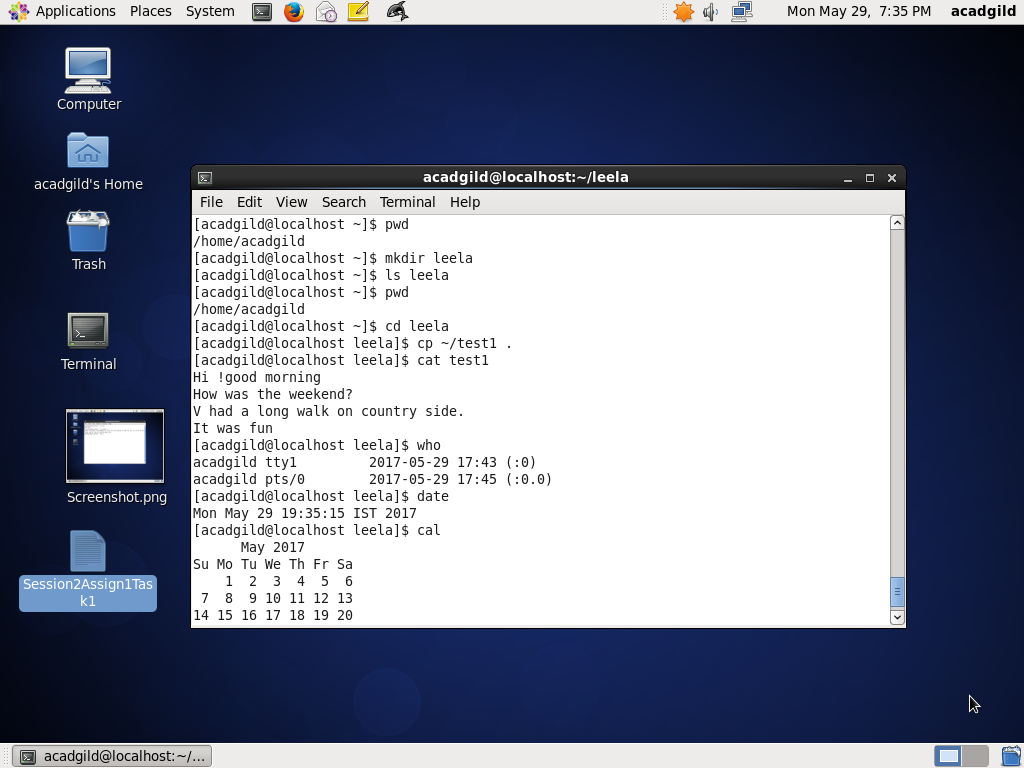 Applications Places System Mon May 29, 7:35 PM acadgild
Computer
acadgild's Home
Trash
Terminal
Screenshot.png
Session2Assign1Tas
k1
acadgild@localhost:~/leela
File Edit View Search Terminal Help
[acadgild@localhost ~]$ pwd
/home/acadgild
[acadgild@localhost ~]$ mkdir leela
[acadgild@localhost ~]$ ls leela
[acadgild@localhost ~]$ pwd
/home/acadgild
[acadgild@localhost ~]$ cd leela
[acadgild@localhost leela]$ cp ~/test1 .
[acadgild@localhost leela]$ cat test1
Hi !good morning
How was the weekend?
V had a long walk on country side.
It was fun
[acadgild@localhost leela]$ who
acadgild tty1         2017-05-29 17:43 (:0)
acadgild pts/0        2017-05-29 17:45 (:0.0)
[acadgild@localhost leela]$ date
Mon May 29 19:35:15 IST 2017
[acadgild@localhost leela]$ cal
      May 2017
Su Mo Tu We Th Fr Sa
    1  2  3  4  5  6
 7  8  9 10 11 12 13
14 15 16 17 18 19 20
acadgild@localhost:~/...